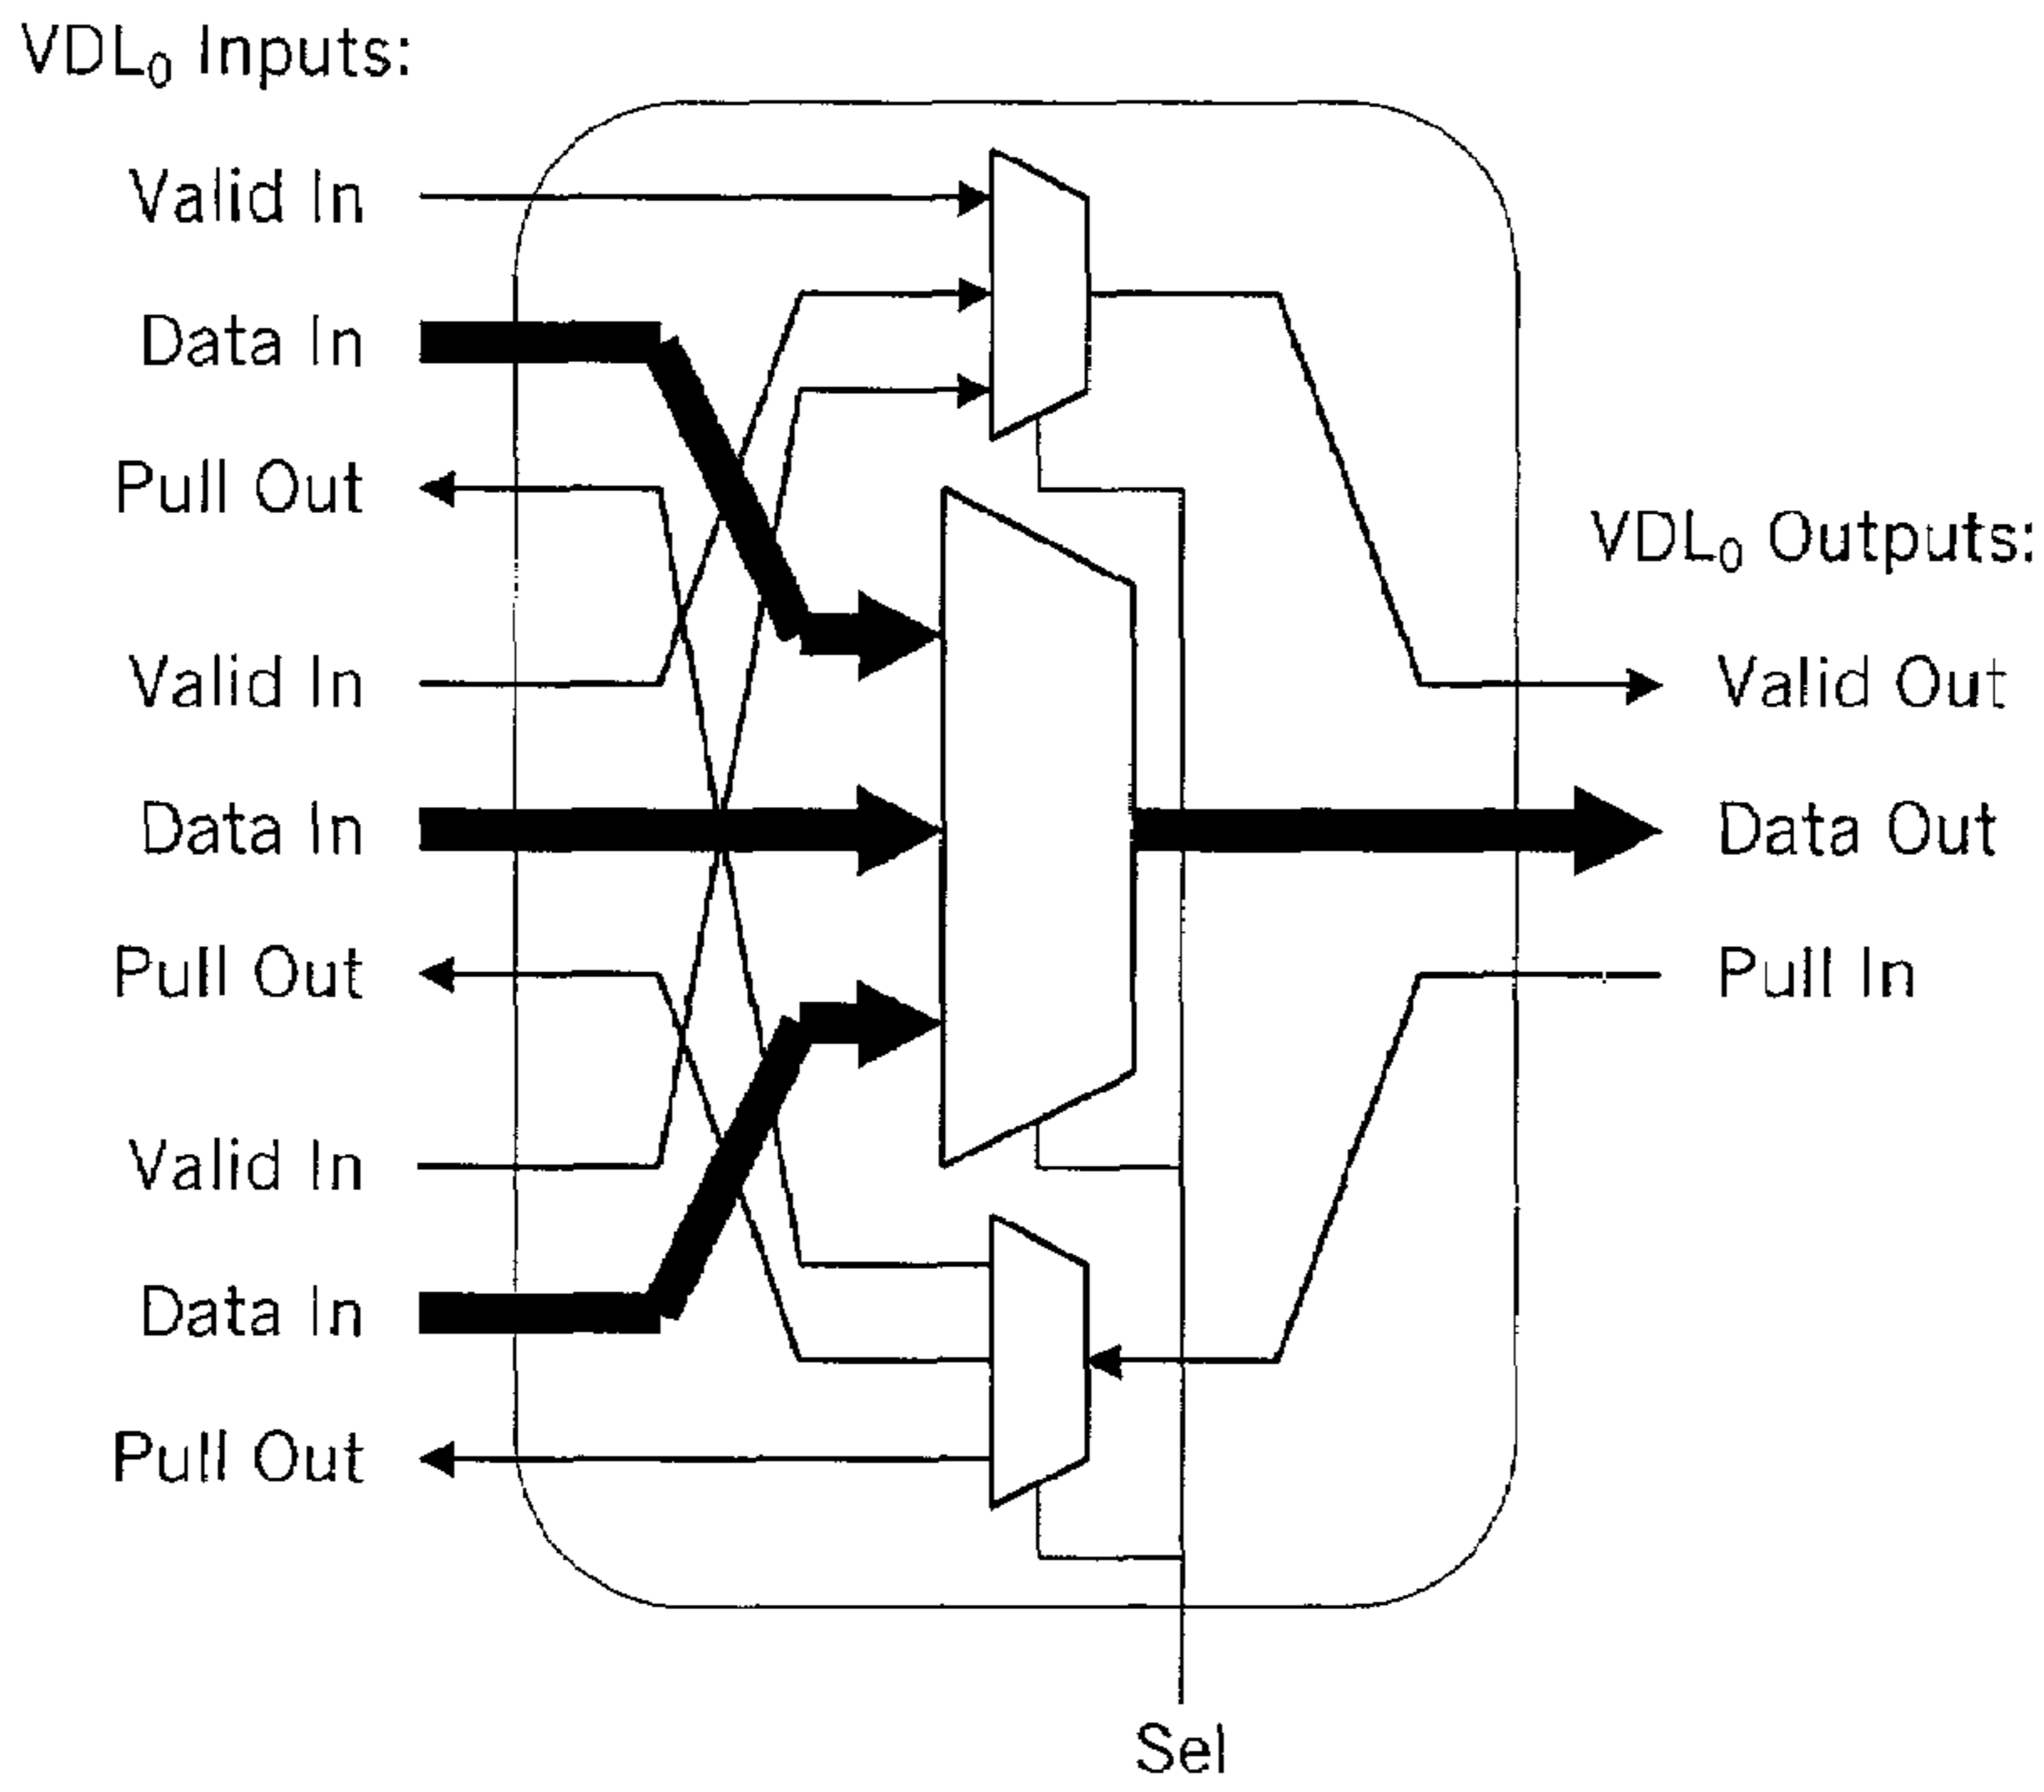 VDL₀ Inputs:
Valid In
Data In
Pull Out
Valid In
Data In
Pull Out
Valid In
Data In
Pull Out
VDL₀ Outputs:
Valid Out
Data Out
Pull In
Sel